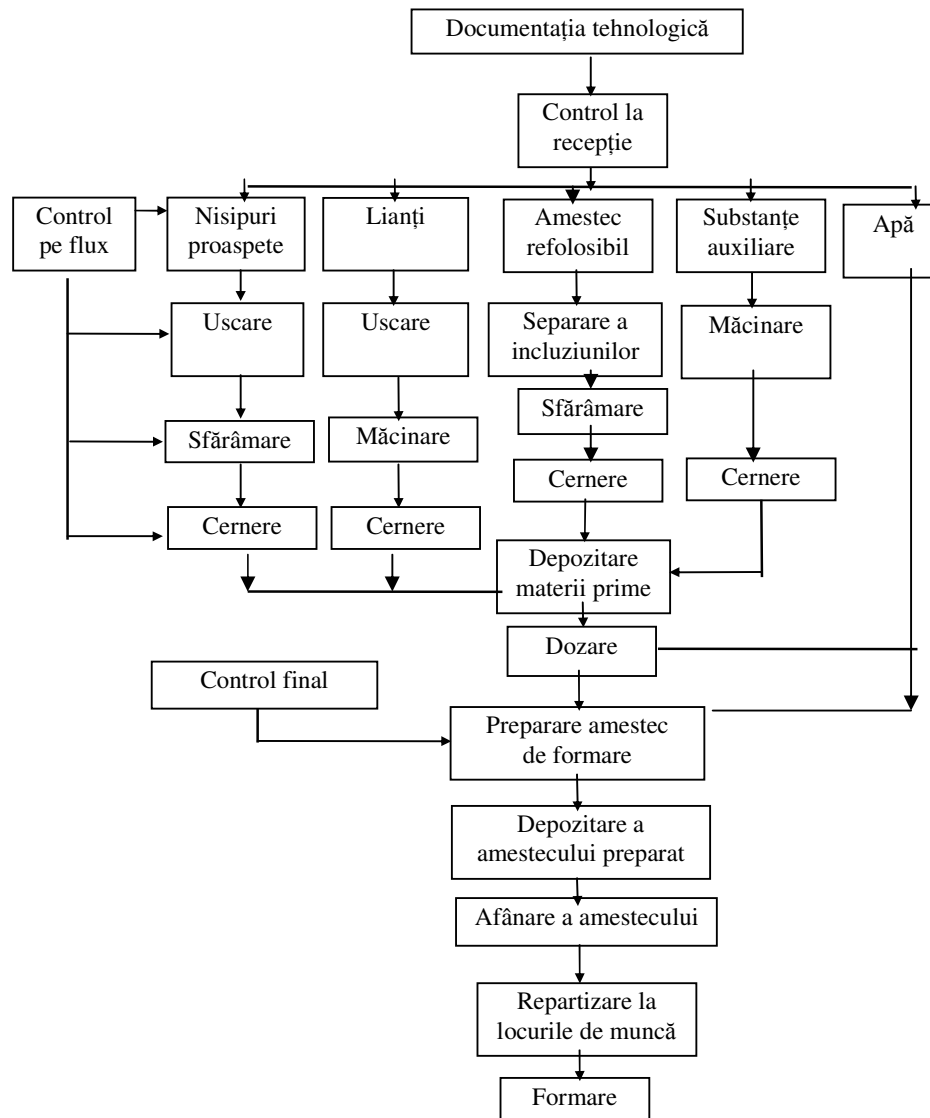 Documentația tehnologică
Control la
recepție
Control
pe flux
Nisipuri
proaspete
Lianți
Amestec
refolosibil
Substanțe
auxiliare
Apă
Uscare
Uscare
Separare a
incluziunilor
Măcinare
Sfărâmare
Sfărâmare
Măcinare
Cernere
Cernere
Cernere
Cernere
Depozitare
materii prime
Dozare
Control final
Preparare amestec
de formare
Depozitare a
amestecului preparat
Afânare a amestecului
Repartizare la
locurile de muncă
Formare